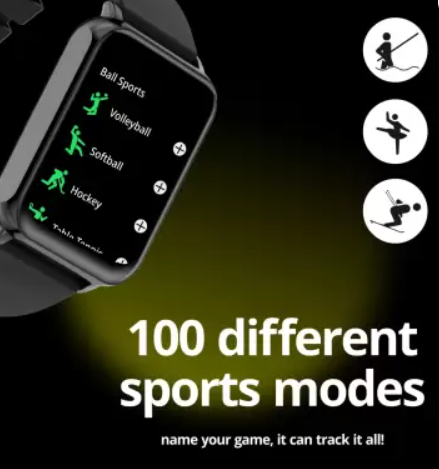 Ball Sports
Volleyball
Softball
Hockey
Table Tennis
100 different
sports modes
name your game, it can track it all!